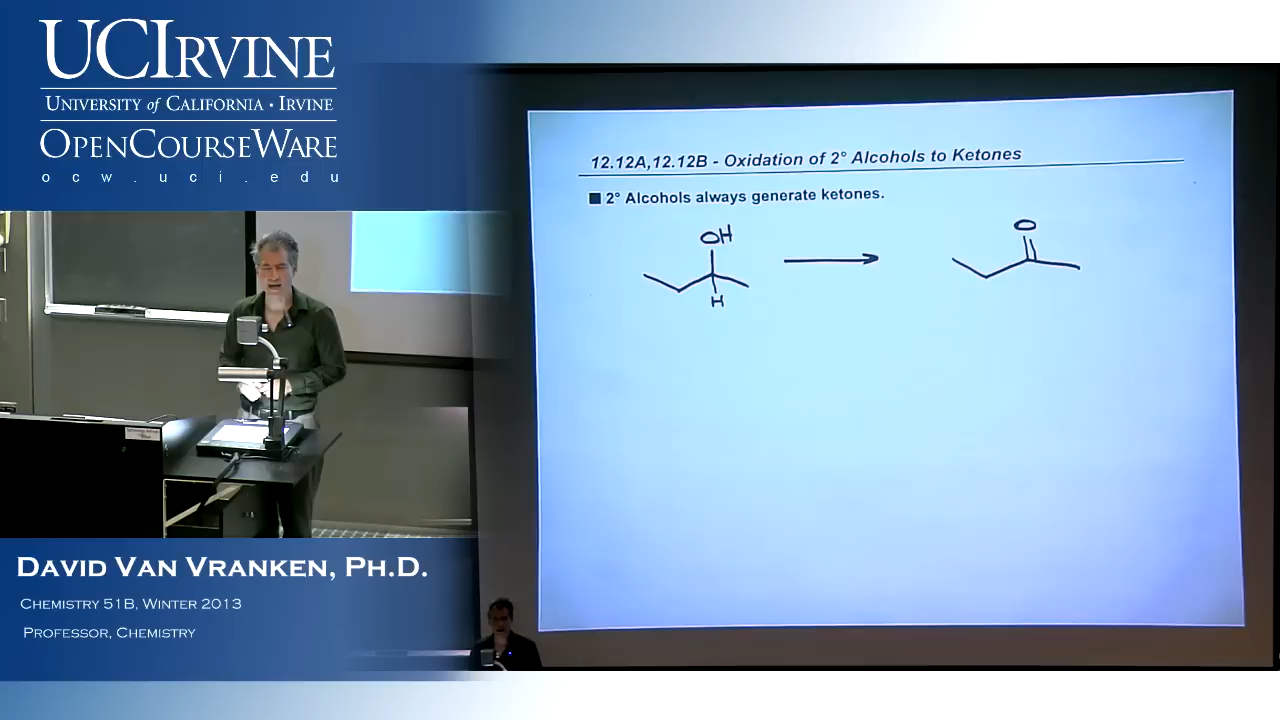 UCIRVINE
UNIVERSITY of CALIFORNIA · IRVINE
OPENCOURSEWARE
ocw.uci.edu
12.12A,12.12B - Oxidation of 2° Alcohols to Ketones
■ 2° Alcohols always generate ketones.
OH
H
O
DAVID VAN VRANKEN, PH.D.
CHEMISTRY 51B, WINTER 2013
PROFESSOR, CHEMISTRY